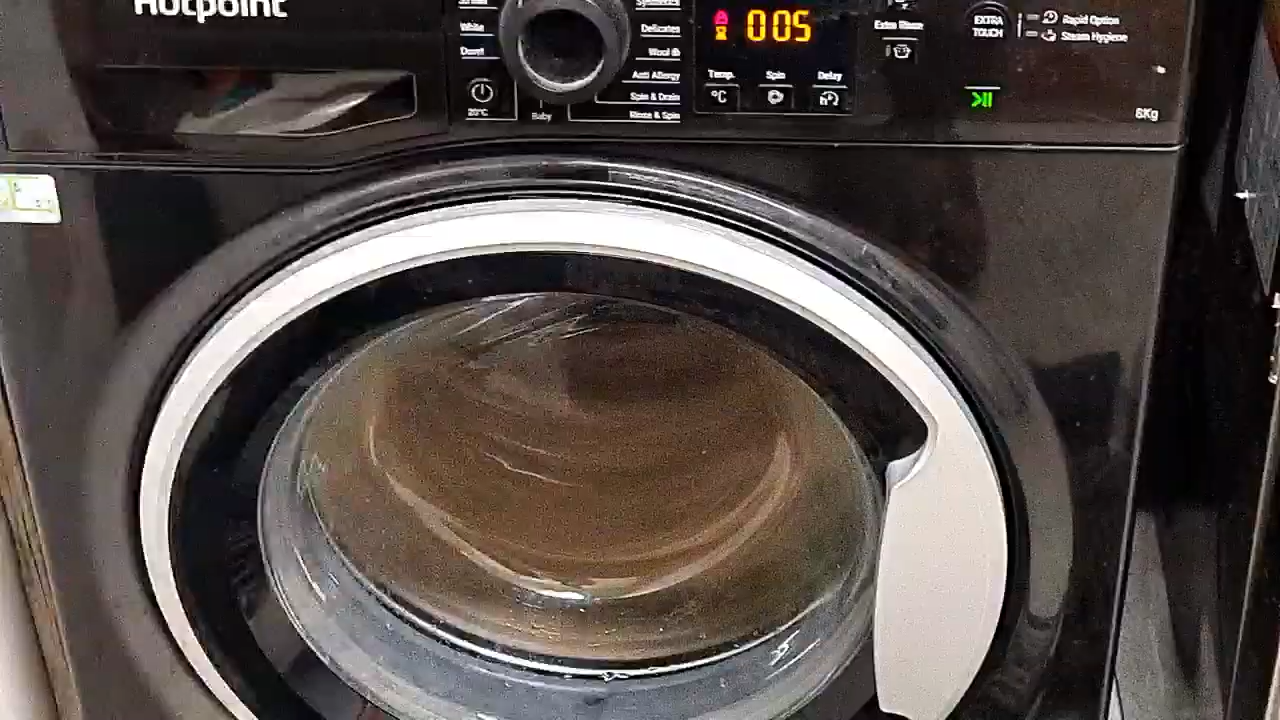 Hotpoint
White
Duvet
20°C
Baby
Synthetics
Delicates
Wool
Anti Allergy
Spin & Drain
Rinse & Spin
005
Temp.
Spin
Delay
°C
h
Extra Rinse
EXTRA
TOUCH
Rapid Option
Steam Hygiene
8Kg